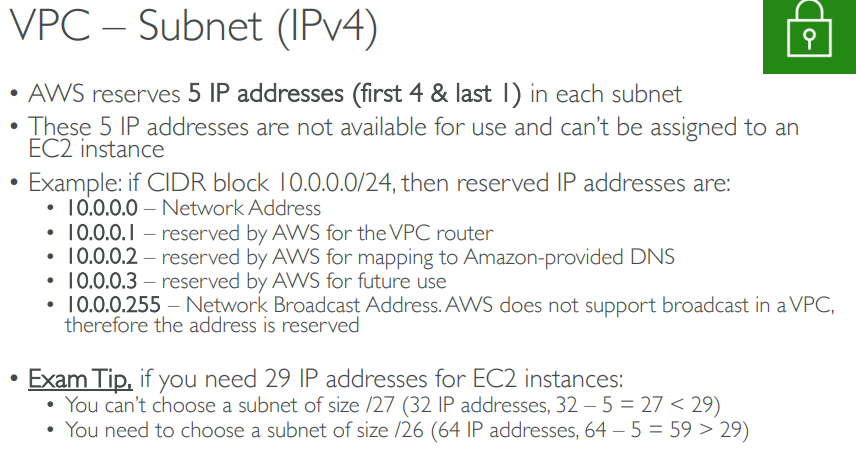 VPC – Subnet (IPv4)
• AWS reserves 5 IP addresses (first 4 & last 1) in each subnet
• These 5 IP addresses are not available for use and can't be assigned to an
EC2 instance
• Example: if CIDR block 10.0.0.0/24, then reserved IP addresses are:
• 10.0.0.0 – Network Address
• 10.0.0.1 – reserved by AWS for the VPC router
• 10.0.0.2 – reserved by AWS for mapping to Amazon-provided DNS
• 10.0.0.3 – reserved by AWS for future use
• 10.0.0.255 – Network Broadcast Address. AWS does not support broadcast in a VPC,
therefore the address is reserved
• Exam Tip, if you need 29 IP addresses for EC2 instances:
• You can't choose a subnet of size /27 (32 IP addresses, 32 – 5 = 27 < 29)
• You need to choose a subnet of size /26 (64 IP addresses, 64 – 5 = 59 > 29)